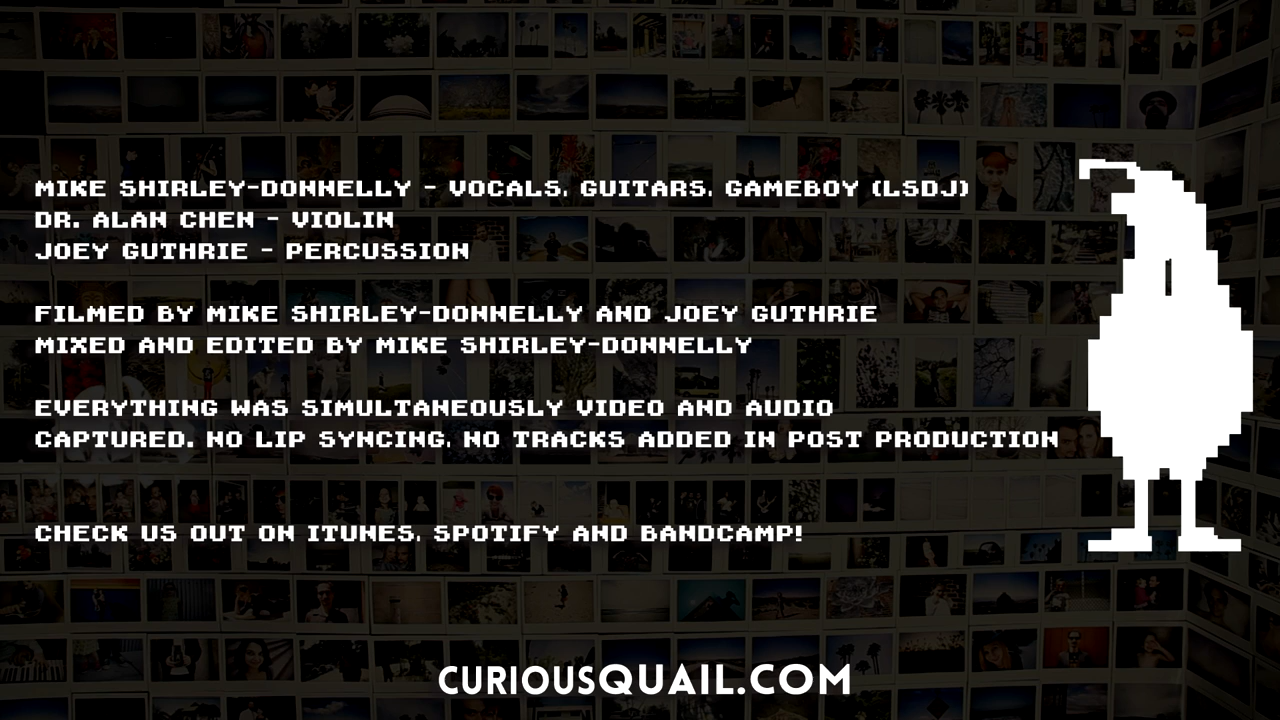 MIKE SHIRLEY-DONNELLY - VOCALS, GUITARS, GAMEBOY (LSDJ)
DR. ALAN CHEN - VIOLIN
JOEY GUTHRIE - PERCUSSION
FILMED BY MIKE SHIRLEY-DONNELLY AND JOEY GUTHRIE
MIXED AND EDITED BY MIKE SHIRLEY-DONNELLY
EVERYTHING WAS SIMULTANEOUSLY VIDEO AND AUDIO
CAPTURED. NO LIP SYNCING, NO TRACKS ADDED IN POST PRODUCTION
CHECK US OUT ON ITUNES, SPOTIFY AND BANDCAMP!
CURIOUSQUAIL.COM